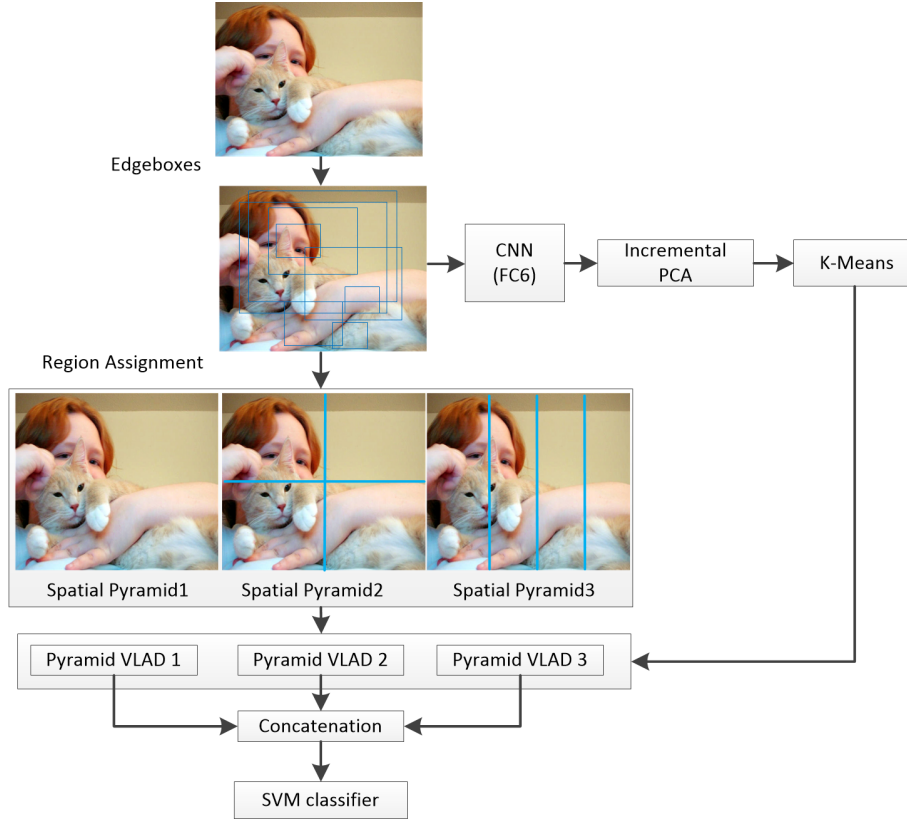 Edgeboxes
CNN
(FC6)
Incremental
PCA
K-Means
Region Assignment
Spatial Pyramid1
Spatial Pyramid2
Spatial Pyramid3
Pyramid VLAD 1
Pyramid VLAD 2
Pyramid VLAD 3
Concatenation
SVM classifier